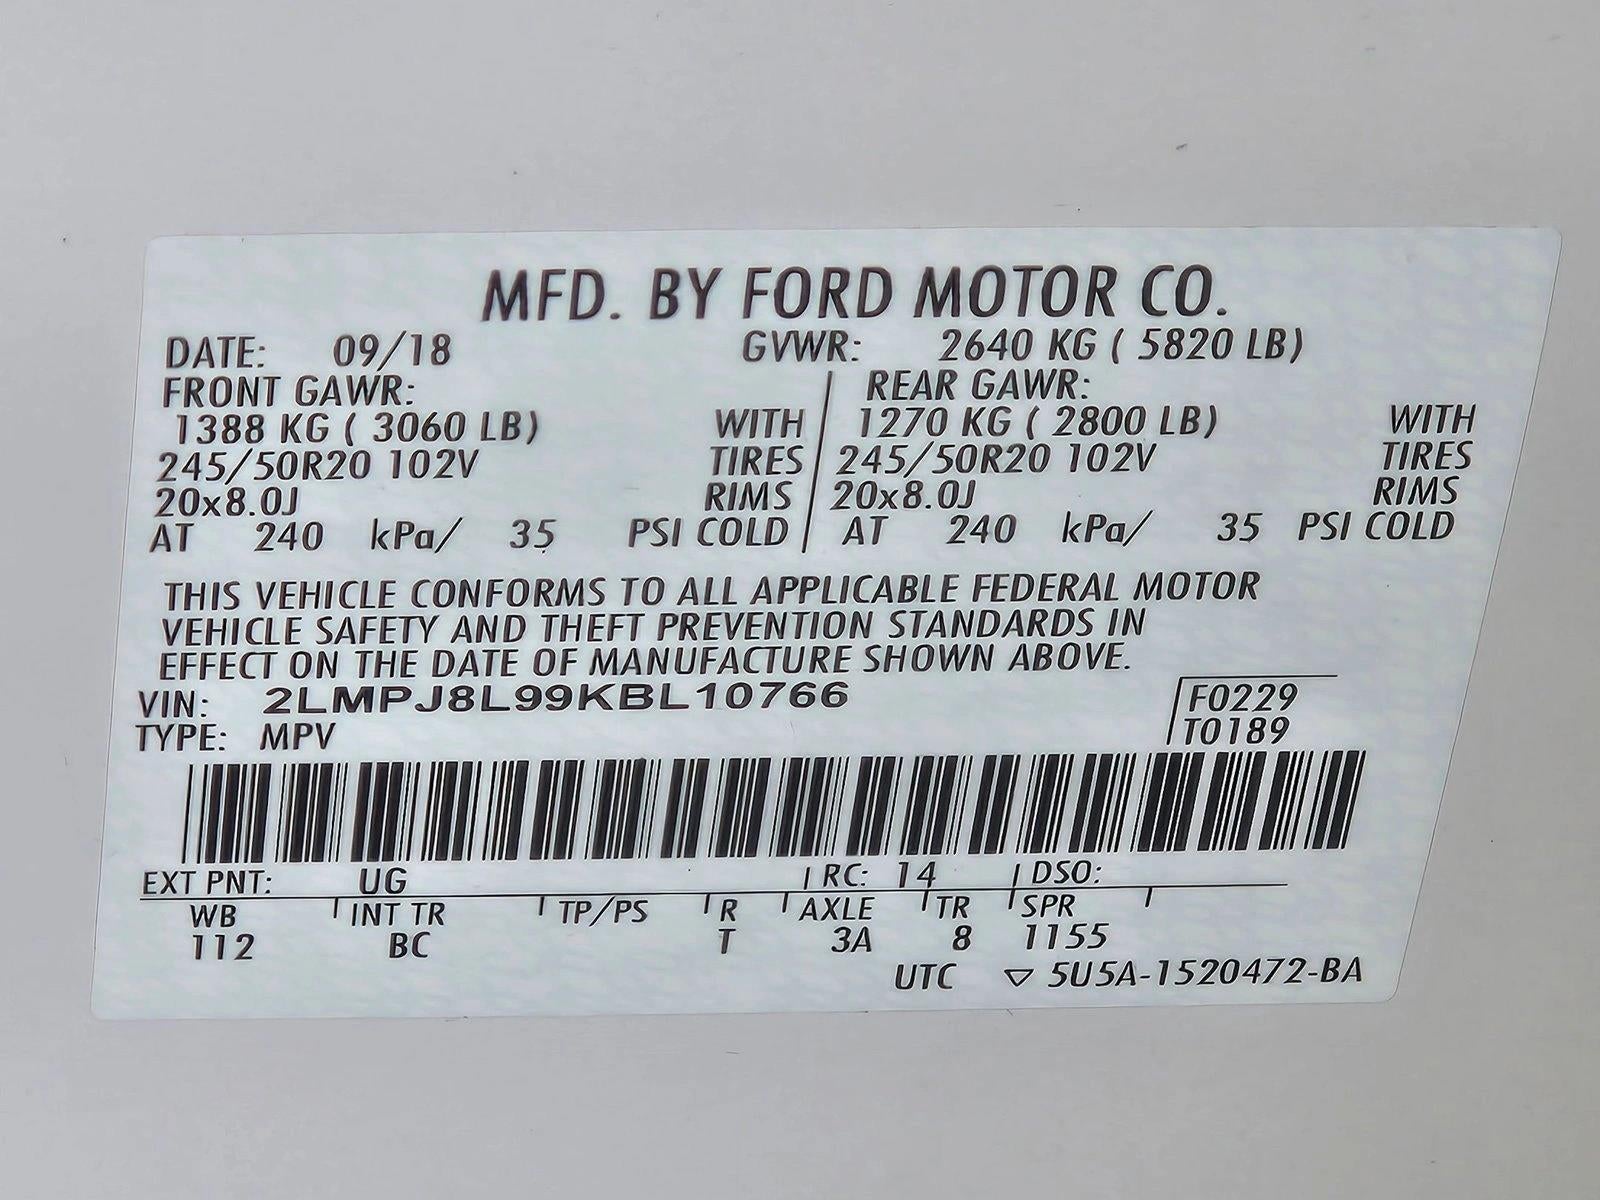 MFD. BY FORD MOTOR CO.
DATE: 09/18 GVWR: 2640 KG ( 5820 LB)
FRONT GAWR: REAR GAWR:
1388 KG ( 3060 LB) WITH 1270 KG ( 2800 LB) WITH
245/50R20 102V TIRES 245/50R20 102V TIRES
20x8.0J RIMS 20x8.0J RIMS
AT 240 kPa/ 35 PSI COLD AT 240 kPa/ 35 PSI COLD
THIS VEHICLE CONFORMS TO ALL APPLICABLE FEDERAL MOTOR
VEHICLE SAFETY AND THEFT PREVENTION STANDARDS IN
EFFECT ON THE DATE OF MANUFACTURE SHOWN ABOVE.
VIN: 2LMPJ8L99KBL10766 F0229
TYPE: MPV T0189
EXT PNT: UG RC: 14 DSO:
WB INT TR TP/PS R AXLE TR SPR
112 BC T 3A 8 1155
UTC ▽ 5U5A-1520472-BA